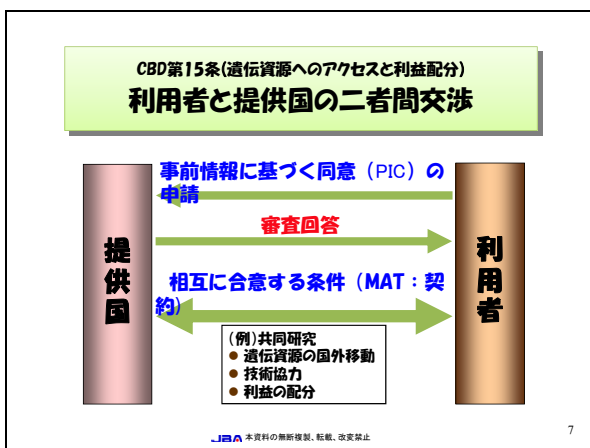 CBD第15条(遺伝資源へのアクセスと利益配分)
利用者と提供国の二者間交渉
事前情報に基づく同意（PIC）の
申請
審査回答
提供国
利用者
相互に合意する条件（MAT：契
約）
(例)共同研究
● 遺伝資源の国外移動
● 技術協力
● 利益の配分
JBA 本資料の無断複製、転載、改変禁止
7